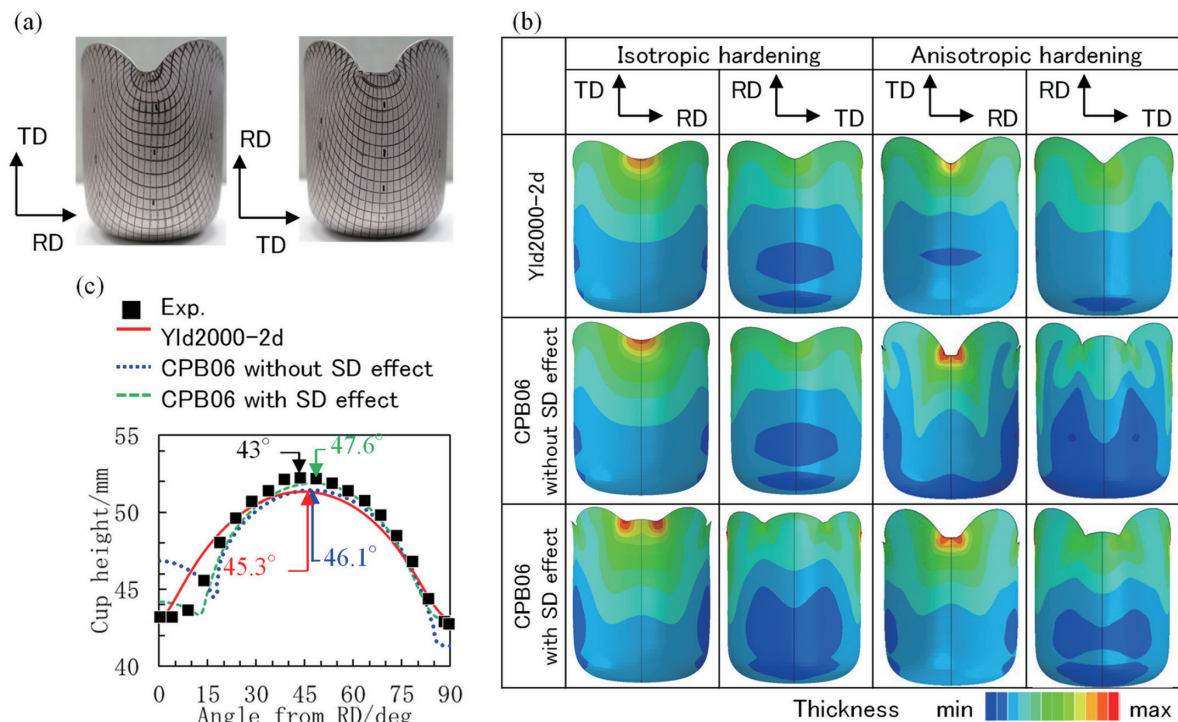 (a)
TD
RD
RD
TD
(b)
Isotropic hardening
Anisotropic hardening
TD
RD
RD
TD
TD
RD
RD
TD
Yld2000-2d
CPB06
without SD effect
CPB06
with SD effect
Thickness min max
(c)
Exp.
Yld2000-2d
CPB06 without SD effect
CPB06 with SD effect
Cup height/mm
55
50
45
40
43°
47.6°
45.3°
46.1°
0 15 30 45 60 75 90
Angle from RD/deg